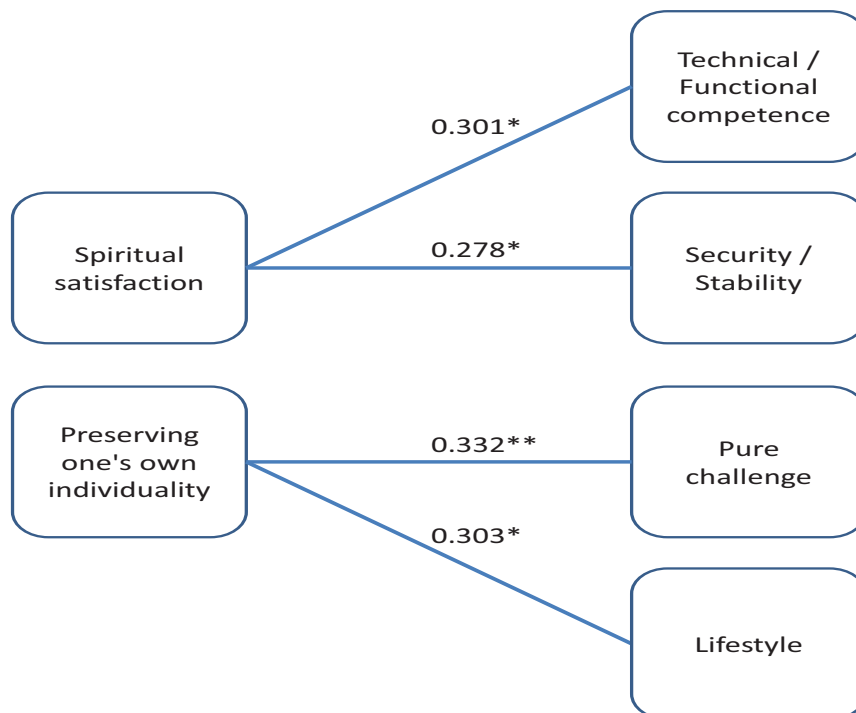 Technical /
Functional
competence
0.301*
Spiritual
satisfaction
0.278*
Security /
Stability
Preserving
one's own
individuality
0.332**
Pure
challenge
0.303*
Lifestyle